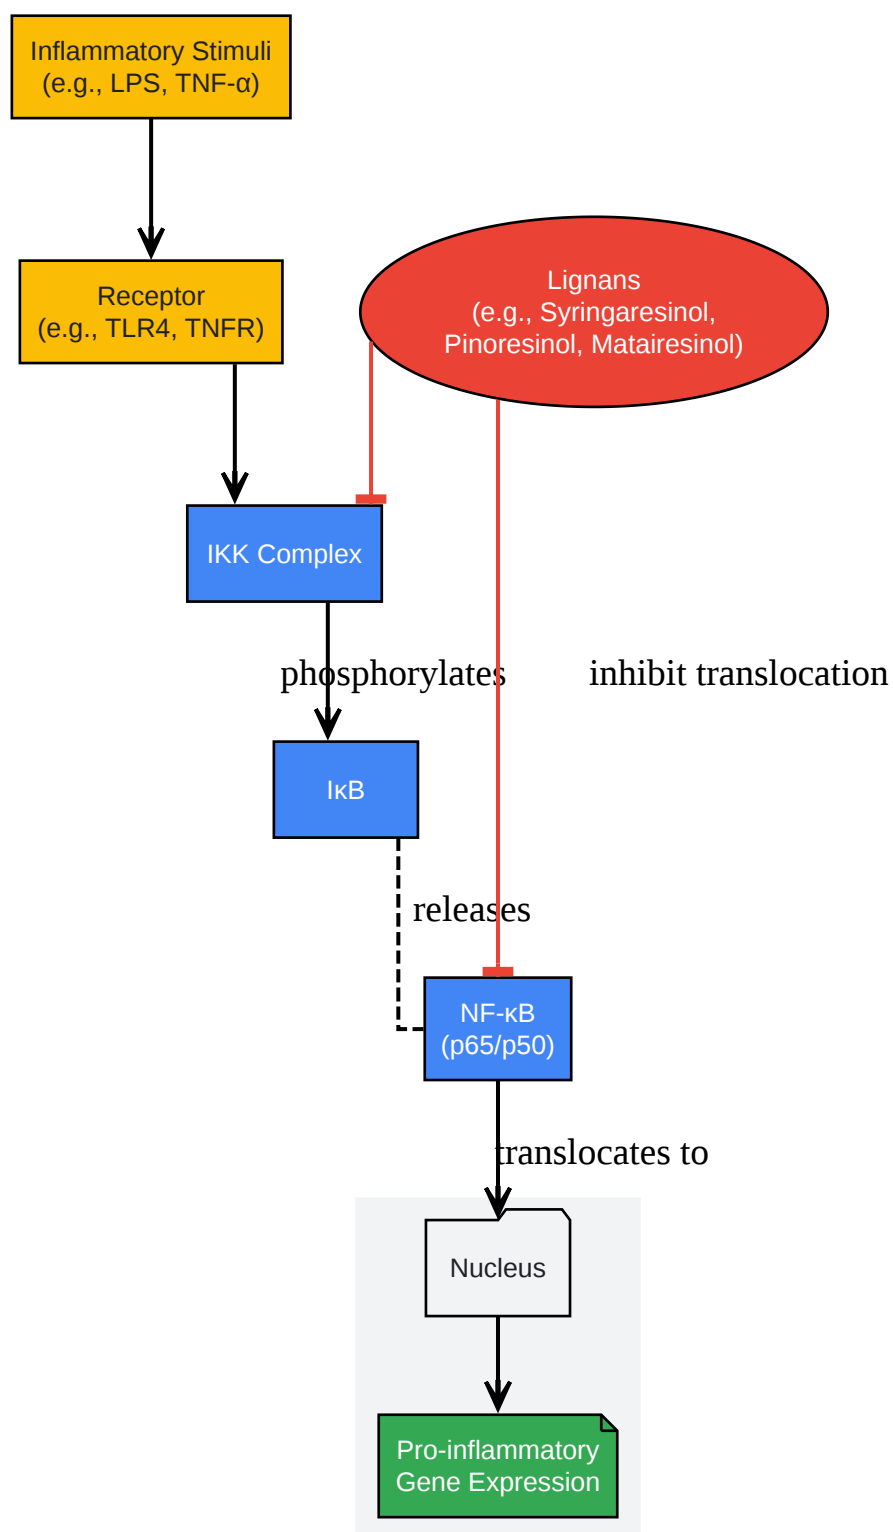 Inflammatory Stimuli
(e.g., LPS, TNF-α)
Receptor
(e.g., TLR4, TNFR)
Lignans
(e.g., Syringaresinol,
Pinoresinol, Matairesinol)
IKK Complex
phosphorylates
inhibit translocation
IκB
releases
NF-κB
(p65/p50)
translocates to
Nucleus
Pro-inflammatory
Gene Expression